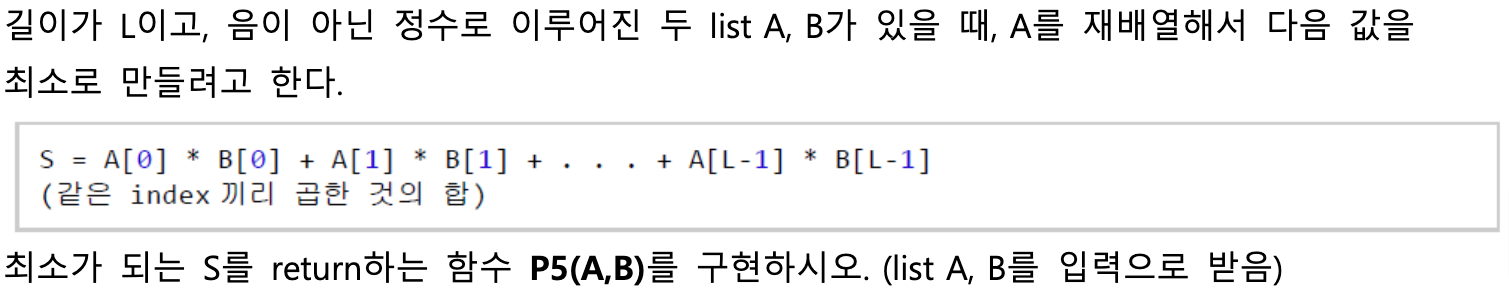 길이가 L이고, 음이 아닌 정수로 이루어진 두 list A, B가 있을 때, A를 재배열해서 다음 값을
최소로 만들려고 한다.
S = A[0] * B[0] + A[1] * B[1] + . . . + A[L-1] * B[L-1]
(같은 index 끼리 곱한 것의 합)
최소가 되는 S를 return하는 함수 P5(A,B)를 구현하시오. (list A, B를 입력으로 받음)